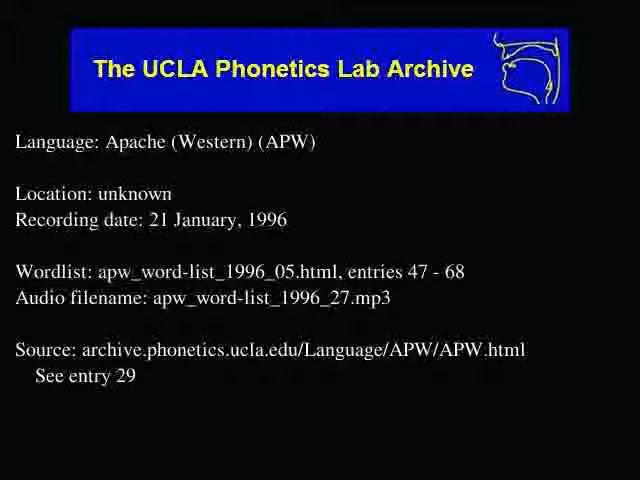 The UCLA Phonetics Lab Archive
Language: Apache (Western) (APW)
Location: unknown
Recording date: 21 January, 1996
Wordlist: apw_word-list_1996_05.html, entries 47 - 68
Audio filename: apw_word-list_1996_27.mp3
Source: archive.phonetics.ucla.edu/Language/APW/APW.html
See entry 29